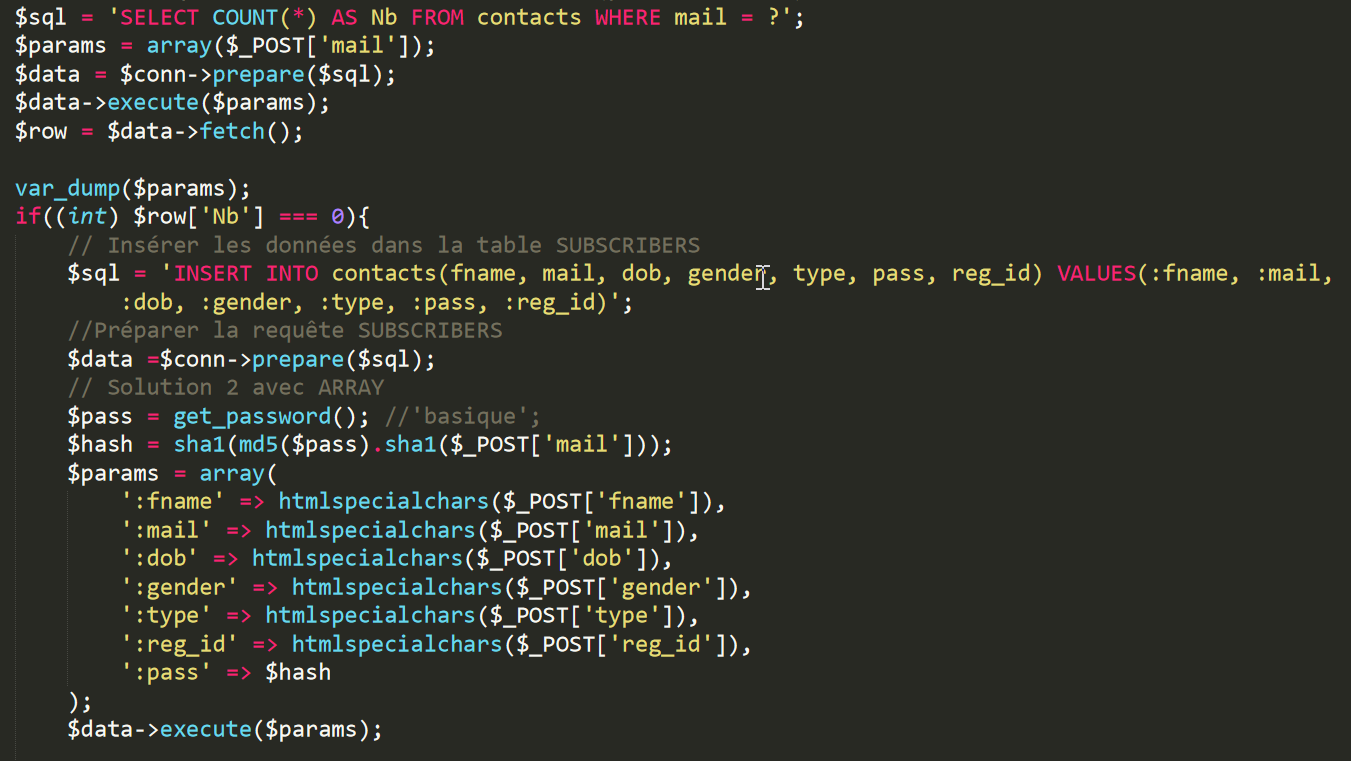 $sql = 'SELECT COUNT(*) AS Nb FROM contacts WHERE mail = ?';
$params = array($_POST['mail']);
$data = $conn->prepare($sql);
$data->execute($params);
$row = $data->fetch();
var_dump($params);
if((int) $row['Nb'] === 0){
// Insérer les données dans la table SUBSCRIBERS
$sql = 'INSERT INTO contacts(fname, mail, dob, gender, type, pass, reg_id) VALUES(:fname, :mail,
:dob, :gender, :type, :pass, :reg_id)';
//Préparer la requête SUBSCRIBERS
$data =$conn->prepare($sql);
// Solution 2 avec ARRAY
$pass = get_password(); //'basique';
$hash = sha1(md5($pass).sha1($_POST['mail']));
$params = array(
':fname' => htmlspecialchars($_POST['fname']),
':mail' => htmlspecialchars($_POST['mail']),
':dob' => htmlspecialchars($_POST['dob']),
':gender' => htmlspecialchars($_POST['gender']),
':type' => htmlspecialchars($_POST['type']),
':reg_id' => htmlspecialchars($_POST['reg_id']),
':pass' => $hash
);
$data->execute($params);